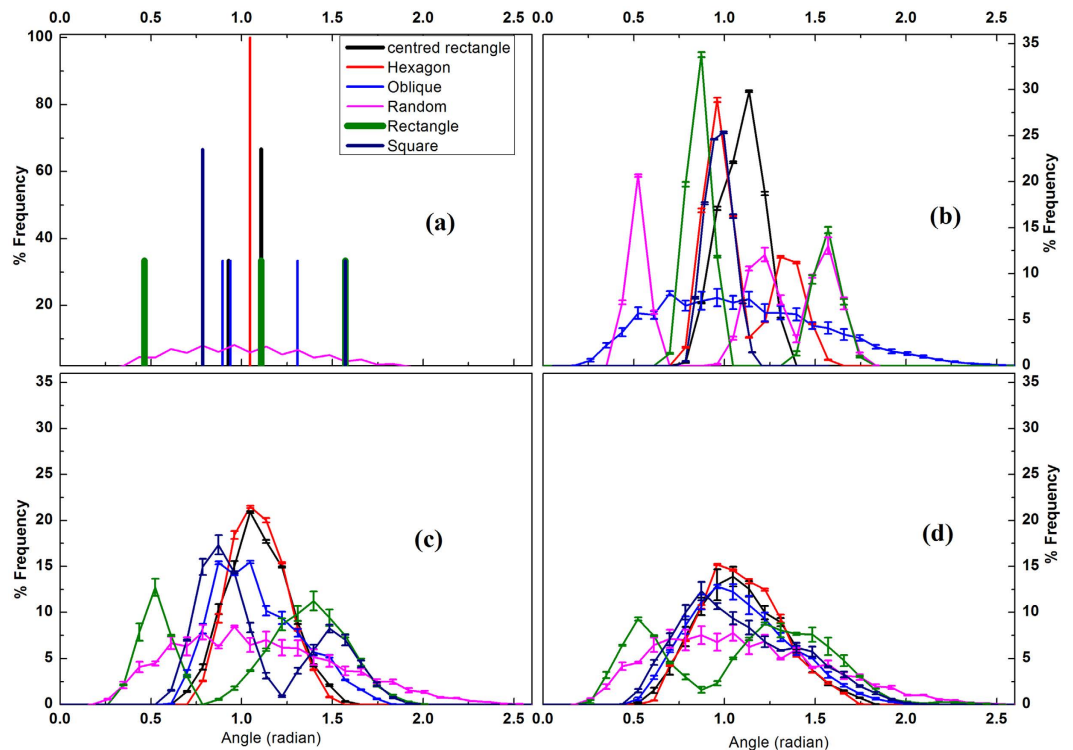 0.0 0.5 1.0 1.5 2.0 2.5
0.0 0.5 1.0 1.5 2.0 2.5
100
80
60
40
20
% Frequency
centred rectangle
Hexagon
Oblique
Random
Rectangle
Square
(a)
(b)
35
30
25
20
15
10
5
0
% Frequency
35
30
25
20
15
10
5
0
% Frequency
(c)
(d)
35
30
25
20
15
10
5
0
% Frequency
0.0 0.5 1.0 1.5 2.0 2.5
0.0 0.5 1.0 1.5 2.0 2.5
Angle (radian)
Angle (radian)